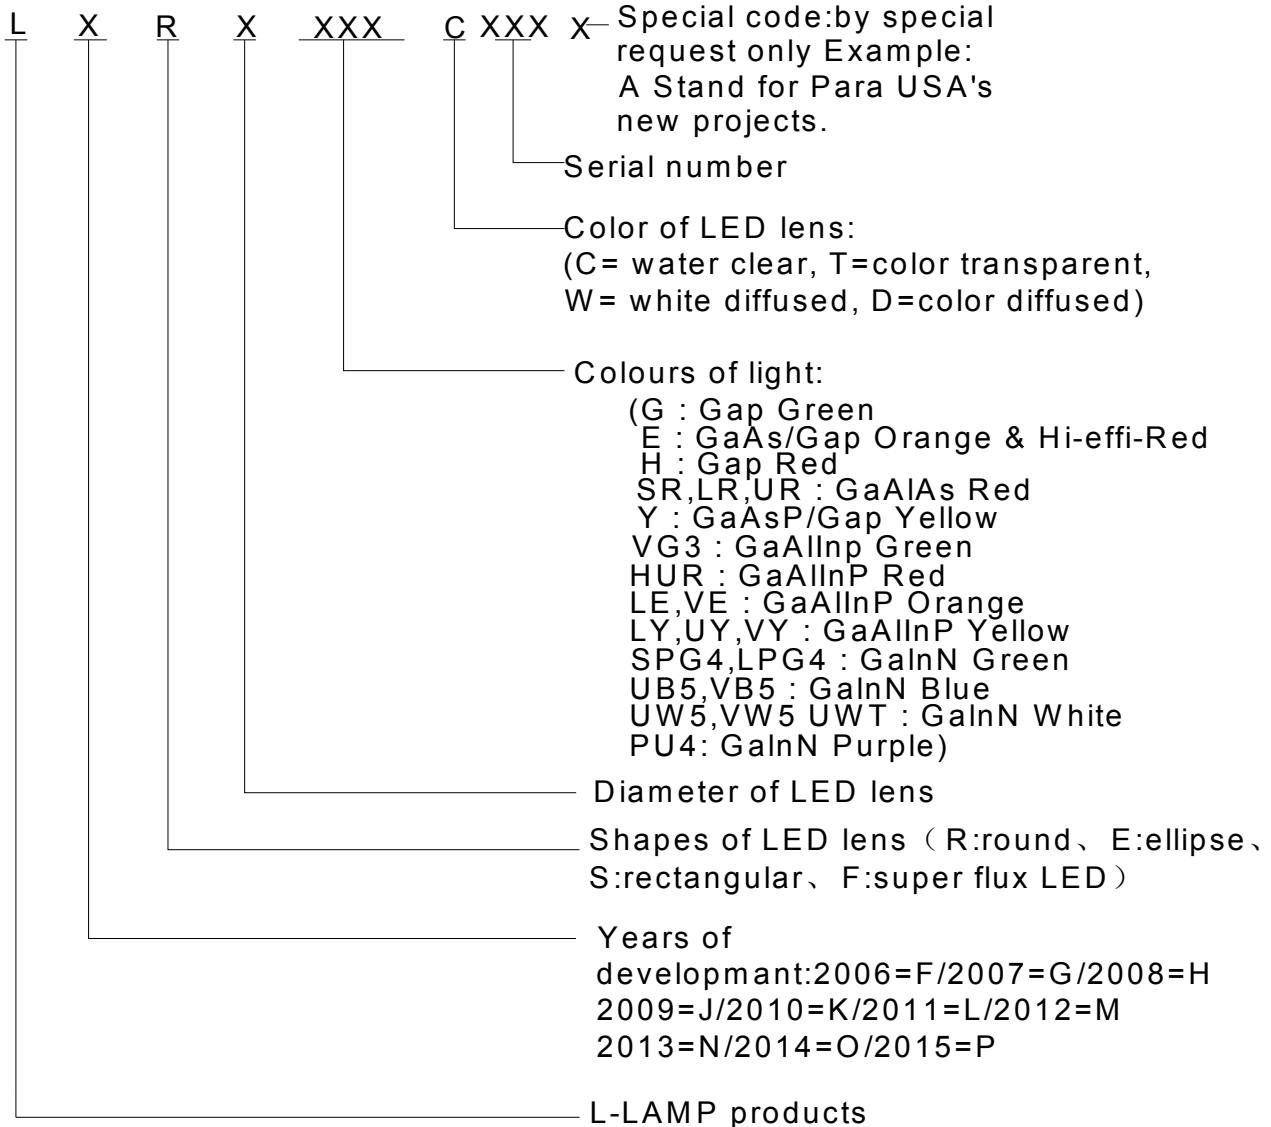 L X R X XXX C XXX X Special code:by special
request only Example:
A Stand for Para USA's
new projects.
Serial number
Color of LED lens:
(C= water clear, T=color transparent,
W= white diffused, D=color diffused)
Colours of light:
(G : Gap Green
E : GaAs/Gap Orange & Hi-effi-Red
H : Gap Red
SR,LR,UR : GaAlAs Red
Y : GaAsP/Gap Yellow
VG3 : GaAlInp Green
HUR : GaAlInP Red
LE,VE : GaAlInP Orange
LY,UY,VY : GaAlInP Yellow
SPG4,LPG4 : GaInN Green
UB5,VB5 : GaInN Blue
UW5,VW5 UWT : GaInN White
PU4: GaInN Purple)
Diameter of LED lens
Shapes of LED lens（R:round、E:ellipse、
S:rectangular、F:super flux LED）
Years of
developmant:2006=F/2007=G/2008=H
2009=J/2010=K/2011=L/2012=M
2013=N/2014=O/2015=P
L-LAMP products